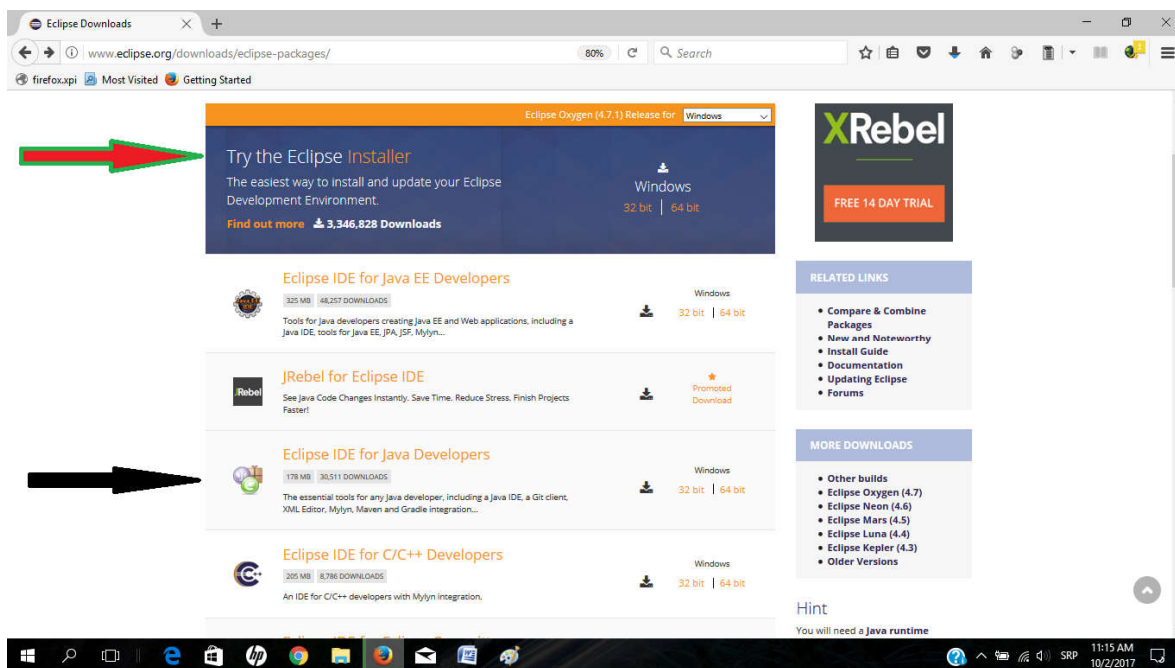 Eclipse Downloads
www.eclipse.org/downloads/eclipse-packages/
80%
Search
firefox.xpi
Most Visited
Getting Started
Eclipse Oxygen (4.7.1) Release for
Windows
Try the Eclipse Installer
The easiest way to install and update your Eclipse
Development Environment.
Find out more 3,346,828 Downloads
Windows
32 bit | 64 bit
Eclipse IDE for Java EE Developers
325 MB 48,257 DOWNLOADS
Tools for Java developers creating Java EE and Web applications, including a
Java IDE, tools for Java EE, JPA, JSF, Mylyn...
Windows
32 bit | 64 bit
JRebel
JRebel for Eclipse IDE
See Java Code Changes Instantly. Save Time. Reduce Stress. Finish Projects
Faster!
Promoted
Download
Eclipse IDE for Java Developers
178 MB 30,511 DOWNLOADS
The essential tools for any Java developer, including a Java IDE, a Git client,
XML Editor, Mylyn, Maven and Gradle integration...
Windows
32 bit | 64 bit
Eclipse IDE for C/C++ Developers
205 MB 8,786 DOWNLOADS
An IDE for C/C++ developers with Mylyn integration.
Windows
32 bit | 64 bit
XRebel
FREE 14 DAY TRIAL
RELATED LINKS
Compare & Combine
Packages
New and Noteworthy
Install Guide
Documentation
Updating Eclipse
Forums
MORE DOWNLOADS
Other builds
Eclipse Oxygen (4.7)
Eclipse Neon (4.6)
Eclipse Mars (4.5)
Eclipse Luna (4.4)
Eclipse Kepler (4.3)
Older Versions
Hint
You will need a Java runtime
SRP
11:15 AM
10/2/2017